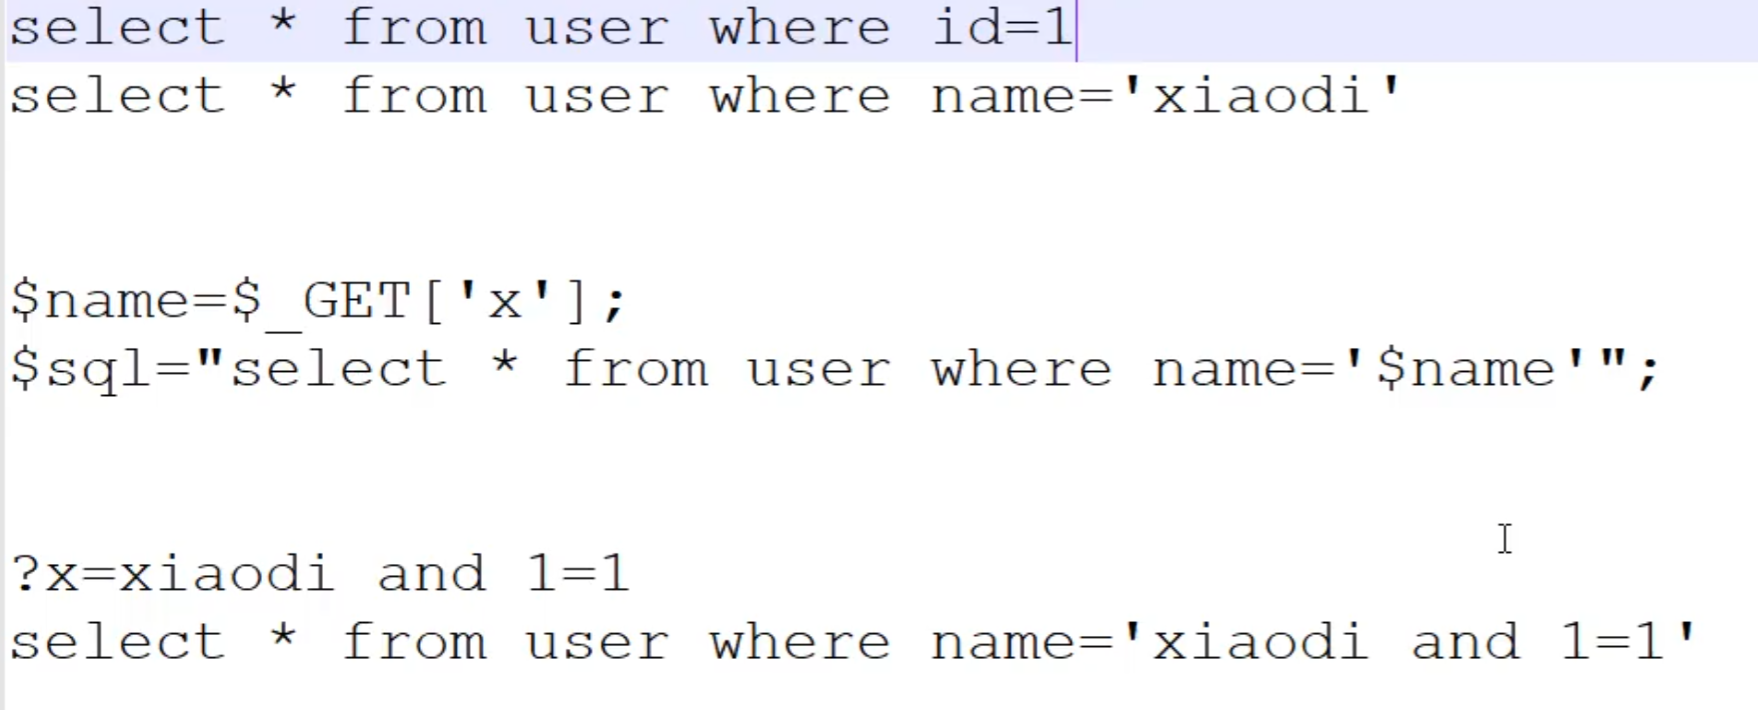 select * from user where id=1
select * from user where name='xiaodi'
$name=$_GET['x'];
$sql="select * from user where name='$name'";
?x=xiaodi and 1=1
select * from user where name='xiaodi and 1=1'